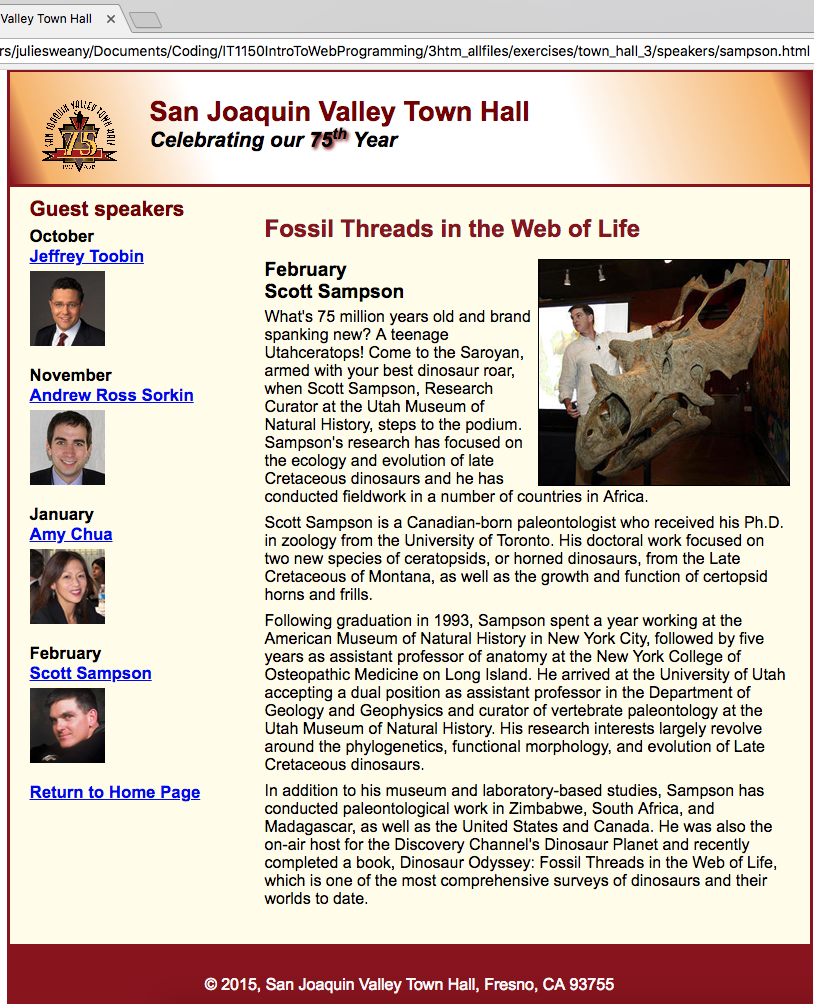 Valley Town Hall
rs/juliesweany/Documents/Coding/IT1150IntroToWebProgramming/3htm_allfiles/exercises/town_hall_3/speakers/sampson.html
SAN JOAQUIN VALLEY TOWN HALL
75
San Joaquin Valley Town Hall
Celebrating our 75th Year
Guest speakers
October
Jeffrey Toobin
November
Andrew Ross Sorkin
January
Amy Chua
February
Scott Sampson
Return to Home Page
Fossil Threads in the Web of Life
February
Scott Sampson
What's 75 million years old and brand
spanking new? A teenage
Utahceratops! Come to the Saroyan,
armed with your best dinosaur roar,
when Scott Sampson, Research
Curator at the Utah Museum of
Natural History, steps to the podium.
Sampson's research has focused on
the ecology and evolution of late
Cretaceous dinosaurs and he has
conducted fieldwork in a number of countries in Africa.
Scott Sampson is a Canadian-born paleontologist who received his Ph.D.
in zoology from the University of Toronto. His doctoral work focused on
two new species of ceratopsids, or horned dinosaurs, from the Late
Cretaceous of Montana, as well as the growth and function of certopsid
horns and frills.
Following graduation in 1993, Sampson spent a year working at the
American Museum of Natural History in New York City, followed by five
years as assistant professor of anatomy at the New York College of
Osteopathic Medicine on Long Island. He arrived at the University of Utah
accepting a dual position as assistant professor in the Department of
Geology and Geophysics and curator of vertebrate paleontology at the
Utah Museum of Natural History. His research interests largely revolve
around the phylogenetics, functional morphology, and evolution of Late
Cretaceous dinosaurs.
In addition to his museum and laboratory-based studies, Sampson has
conducted paleontological work in Zimbabwe, South Africa, and
Madagascar, as well as the United States and Canada. He was also the
on-air host for the Discovery Channel's Dinosaur Planet and recently
completed a book, Dinosaur Odyssey: Fossil Threads in the Web of Life,
which is one of the most comprehensive surveys of dinosaurs and their
worlds to date.
© 2015, San Joaquin Valley Town Hall, Fresno, CA 93755